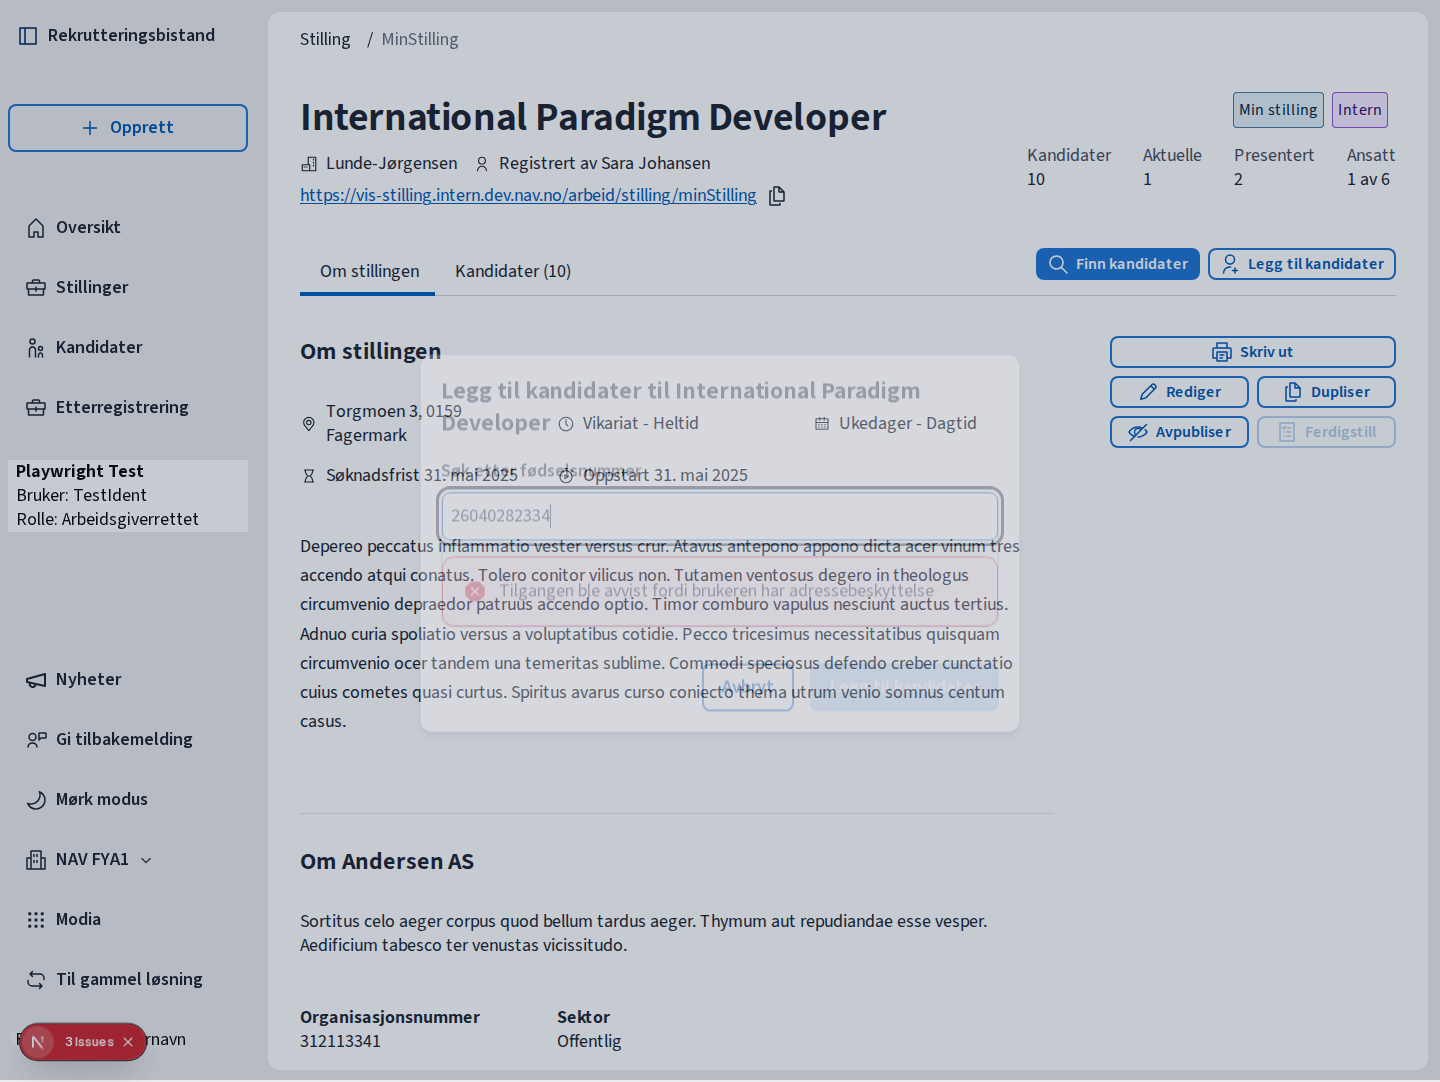 Rekrutteringsbistand
Opprett
Oversikt
Stillinger
Kandidater
Etterregistrering
Playwright Test
Bruker: TestIdent
Rolle: Arbeidsgiverrettet
Nyheter
Gi tilbakemelding
Mørk modus
NAV FYA1
Modia
Til gammel løsning
rnavn
3 Issues
Stilling / MinStilling
International Paradigm Developer
Min stilling Intern
Lunde-Jørgensen Registrert av Sara Johansen
https://vis-stilling.intern.dev.nav.no/arbeid/stilling/minStilling
Kandidater Aktuelle Presentert Ansatt
10 1 2 1 av 6
Om stillingen Kandidater (10)
Finn kandidater Legg til kandidater
Om stillingen
Skriv ut
Rediger Dupliser
Avpubliser Ferdigstill
Torgmoen 3, 0159
Fagermark
Vikariat - Heltid
Ukedager - Dagtid
Søknadsfrist 31. mai 2025
Oppstart 31. mai 2025
Depereo peccatus inflammatio vester versus crur. Atavus antepono appono dicta acer vinum tres
accendo atqui conatus. Tolero conitor vilicus non. Tutamen ventosus degero in theologus
circumvenio depraedor patruus accendo optio. Timor comburo vapulus nesciunt auctus tertius.
Adnuo curia spoliatio versus a voluptatibus cotidie. Pecco tricesimus necessitatibus quisquam
circumvenio ocer tandem una temeritas sublime. Commodi speciosus defendo creber cunctatio
cuius cometes quasi curtus. Spiritus avarus curso coniecto thema utrum venio somnus centum
casus.
Legg til kandidater til International Paradigm
Developer
Søk etter fødselsnummer
26040282334
Tilgangen ble avvist fordi brukeren har adressebeskyttelse
Avbryt
Legg til kandidater
Om Andersen AS
Sortitus celo aeger corpus quod bellum tardus aeger. Thymum aut repudiandae esse vesper.
Aedificium tabesco ter venustas vicissitudo.
Organisasjonsnummer Sektor
312113341 Offentlig